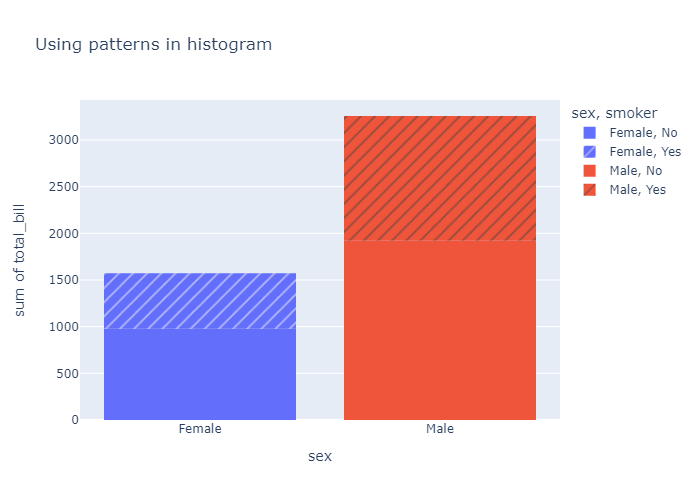 Using patterns in histogram
sex, smoker
Female, No
Female, Yes
Male, No
Male, Yes
sum of total_bill
3000
2500
2000
1500
1000
500
0
Female
Male
sex